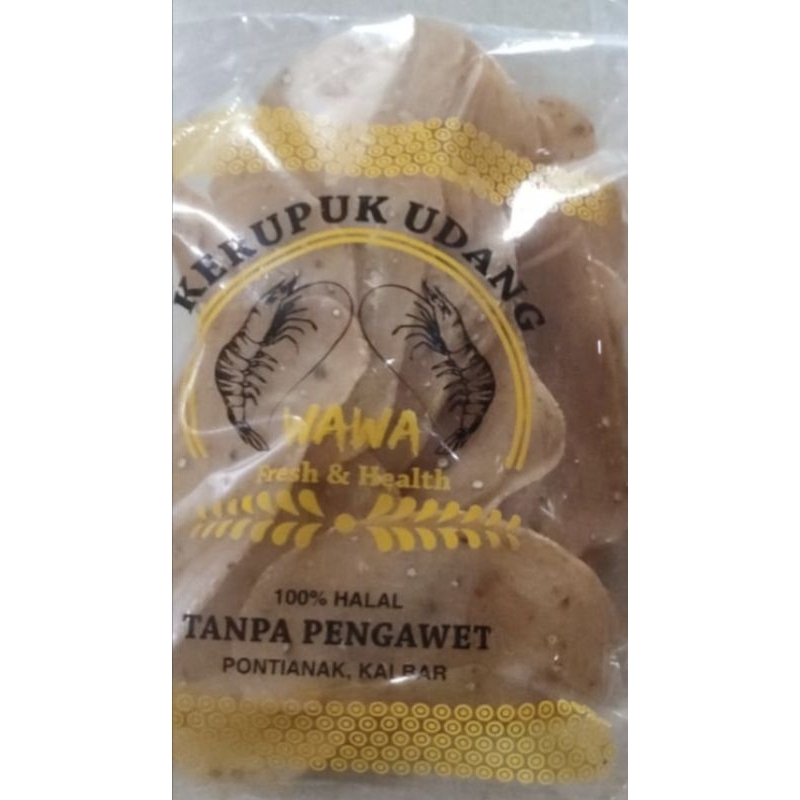 KERUPUK UDANG
WAWA
Fresh & Health
100% HALAL
TANPA PENGAWET
PONTIANAK, KALBAR